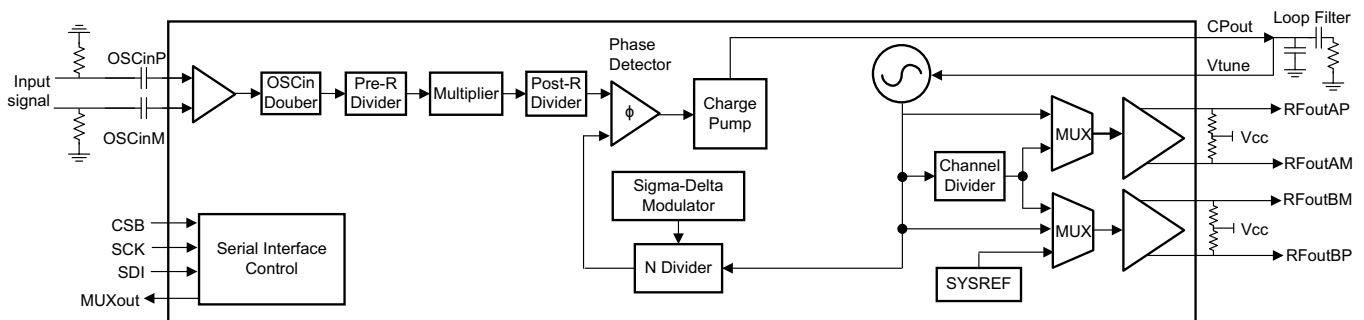 Input
signal
OSCinP
OSCinM
OSCin
Douber
Pre-R
Divider
Multiplier
Post-R
Divider
Phase
Detector
ϕ
Charge
Pump
CPout
Loop Filter
Vtune
MUX
RFoutAP
Vcc
RFoutAM
Channel
Divider
Sigma-Delta
Modulator
N Divider
MUX
SYSREF
RFoutBM
Vcc
RFoutBP
CSB
SCK
SDI
MUXout
Serial Interface
Control